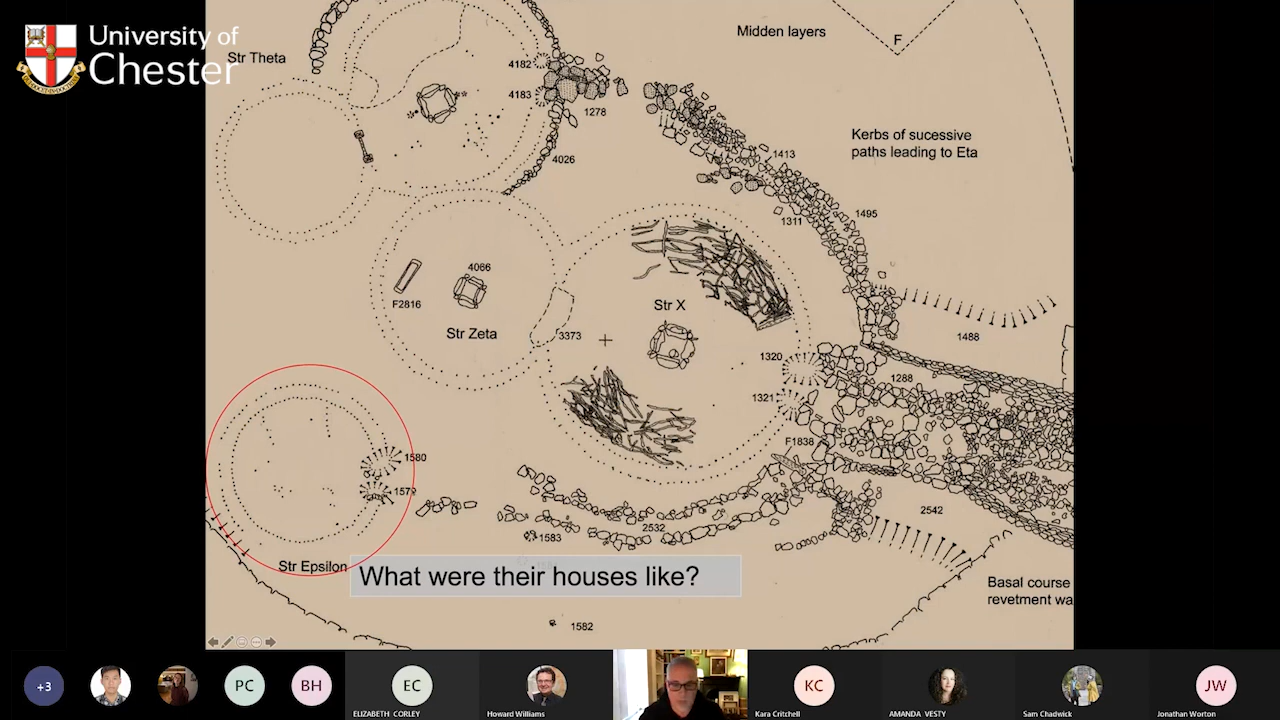 University of
Chester
Str Theta
Midden layers
F
4182
4183
1278
Kerbs of sucessive
paths leading to Eta
1413
4026
1495
1311
4066
F2816
Str X
Str Zeta
3373
1488
1320
1288
1321
F1838
1580
1579
2542
2532
1583
Str Epsilon
What were their houses like?
Basal course
revetment wa
1582
+3
PC
BH
EC
KC
JW
ELIZABETH CORLEY
Howard Williams
Kara Critchell
AMANDA VESTY
Sam Chadwick
Jonathan Worton